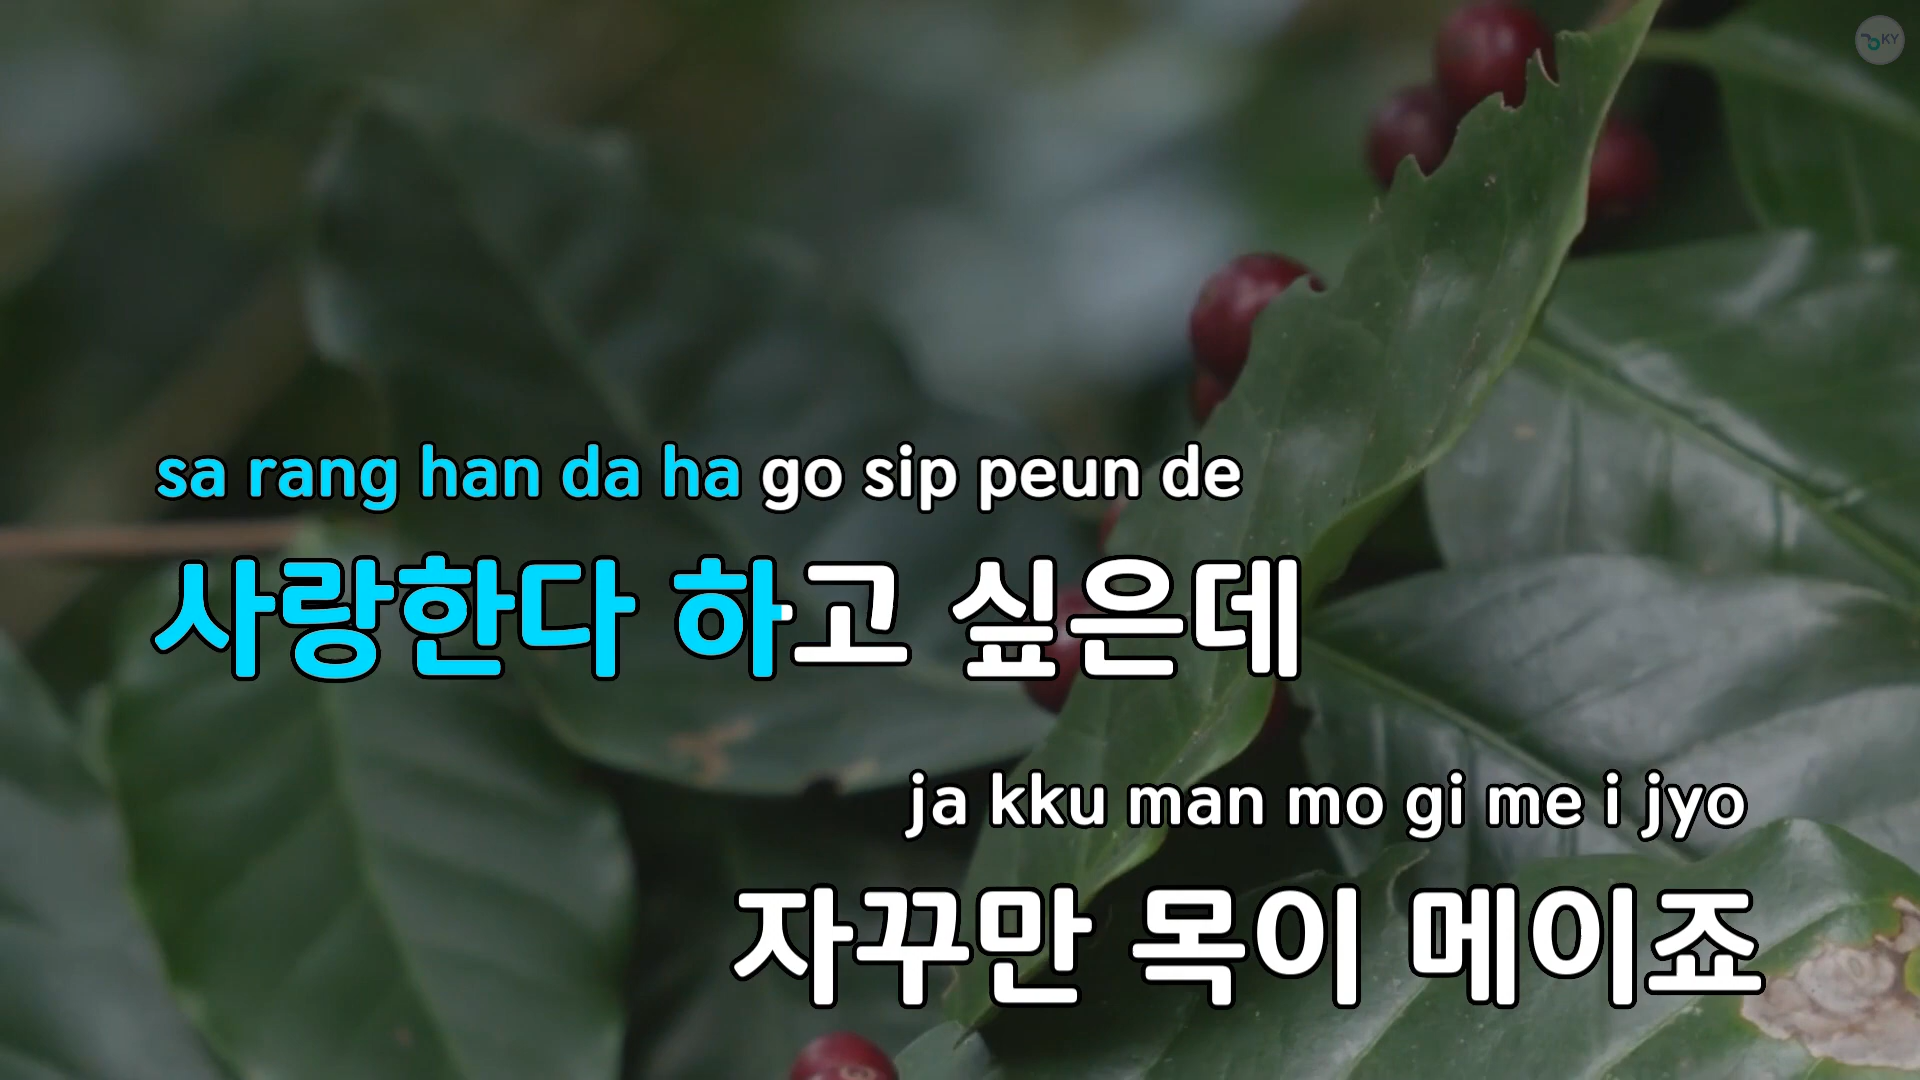 KY
sa rang han da ha go sip peun de
사랑한다 하고 싶은데
ja kku man mo gi me i jyo
자꾸만 목이 메이죠